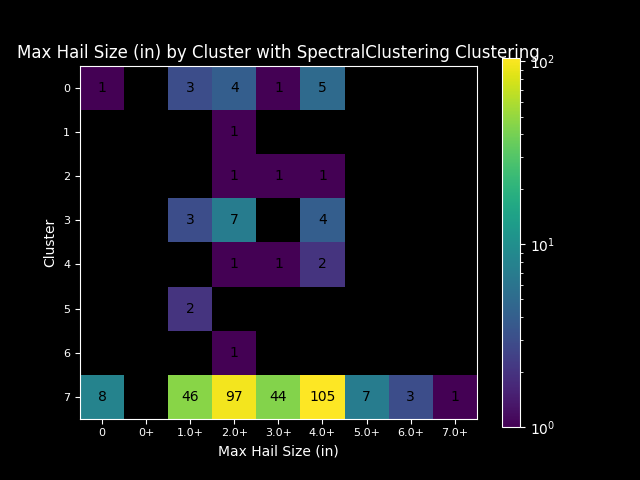 Max Hail Size (in) by Cluster with SpectralClustering Clustering
0 1 3 4 1 5
1 1
2 1 1 1
3 3 7 4
4 1 1 2
5 2
6 1
7 8 46 97 44 105 7 3 1
0 0+ 1.0+ 2.0+ 3.0+ 4.0+ 5.0+ 6.0+ 7.0+
Max Hail Size (in)
Cluster
10²
10¹
10⁰